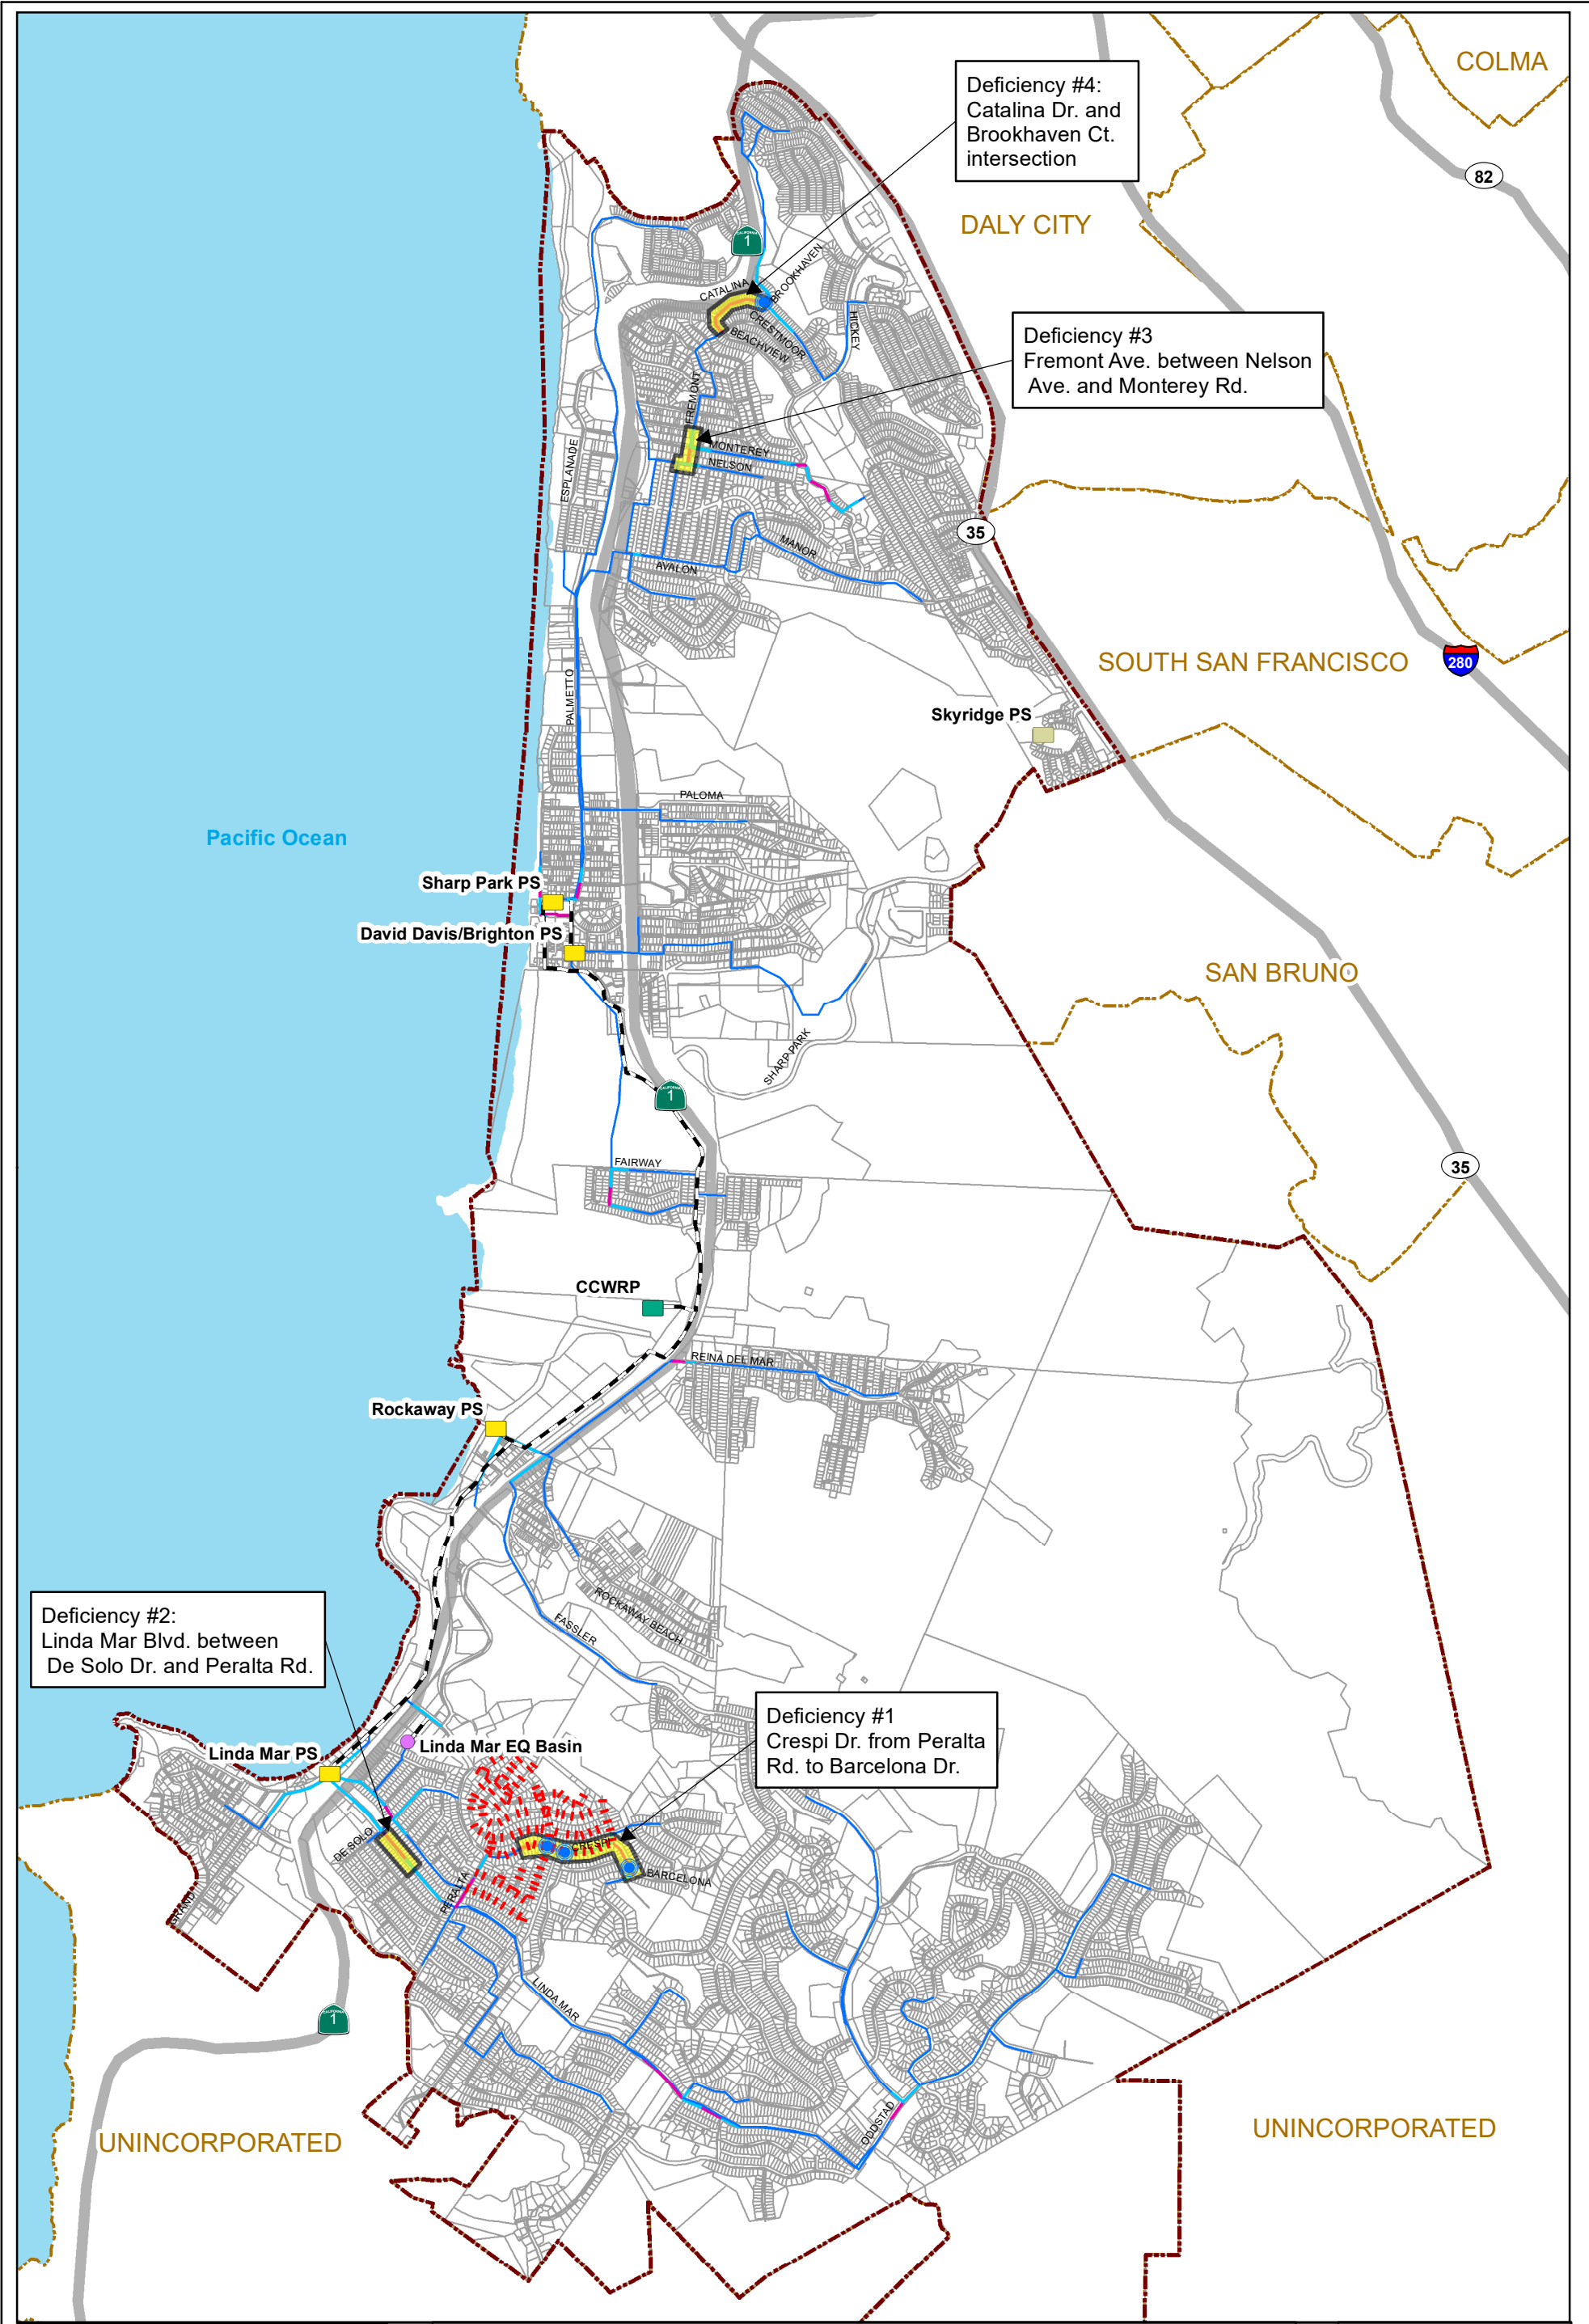 COLMA
Deficiency #4:
Catalina Dr. and
Brookhaven Ct.
intersection
82
DALY CITY
CALIFORNIA
1
BROOKHAVEN
CATALINA
CRESTMOOR
BEACHVIEW
HICKEY
Deficiency #3
Fremont Ave. between Nelson
Ave. and Monterey Rd.
FREMONT
MONTEREY
NELSON
ESPLANADE
35
MANOR
AVALON
SOUTH SAN FRANCISCO
280
PALMETTO
Skyridge PS
PALOMA
Pacific Ocean
Sharp Park PS
David Davis/Brighton PS
SAN BRUNO
SHARP PARK
CALIFORNIA
1
FAIRWAY
35
CCWRP
REINA DEL MAR
Rockaway PS
ROCKAWAY BEACH
FASSLER
Deficiency #2:
Linda Mar Blvd. between
De Solo Dr. and Peralta Rd.
Deficiency #1
Crespi Dr. from Peralta
Rd. to Barcelona Dr.
Linda Mar PS
Linda Mar EQ Basin
DE SOLO
CRESPI
BARCELONA
PERALTA
GRAND
LINDA MAR
CALIFORNIA
1
ODDSTAD
UNINCORPORATED
UNINCORPORATED